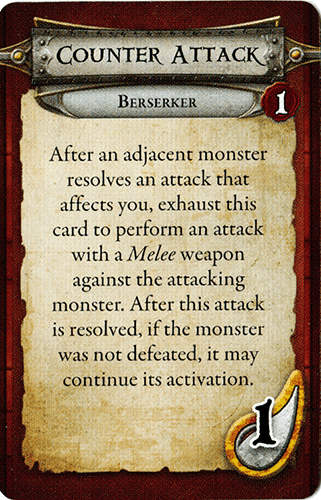 Counter Attack
Berserker
1
After an adjacent monster
resolves an attack that
affects you, exhaust this
card to perform an attack
with a Melee weapon
against the attacking
monster. After this attack
is resolved, if the monster
was not defeated, it may
continue its activation.
1